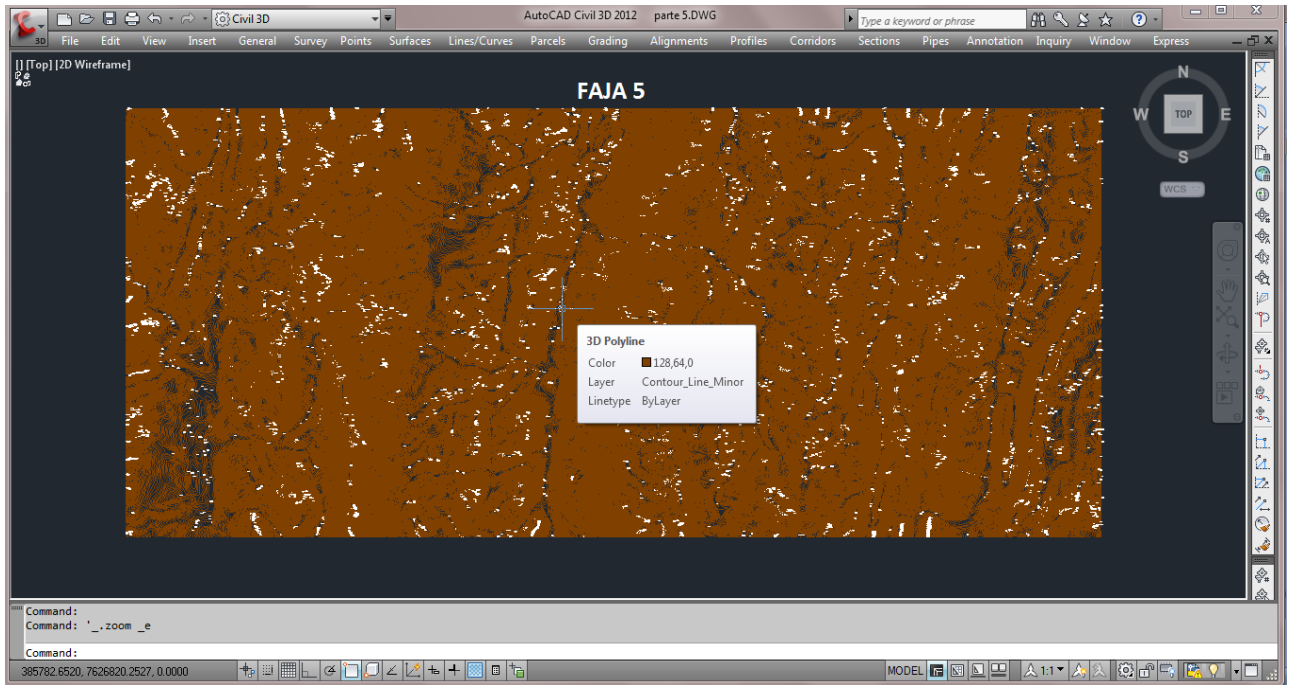 Civil 3D
AutoCAD Civil 3D 2012 parte 5.DWG
Type a keyword or phrase
3D File Edit View Insert General Survey Points Surfaces Lines/Curves Parcels Grading Alignments Profiles Corridors Sections Pipes Annotation Inquiry Window Express
[] [Top] [2D Wireframe]
FAJA 5
N
W TOP E
S
WCS
3D Polyline
Color 128,64,0
Layer Contour_Line_Minor
Linetype ByLayer
Command:
Command: '_.zoom _e
Command:
385782.6520, 7626820.2527, 0.0000 MODEL 1:1